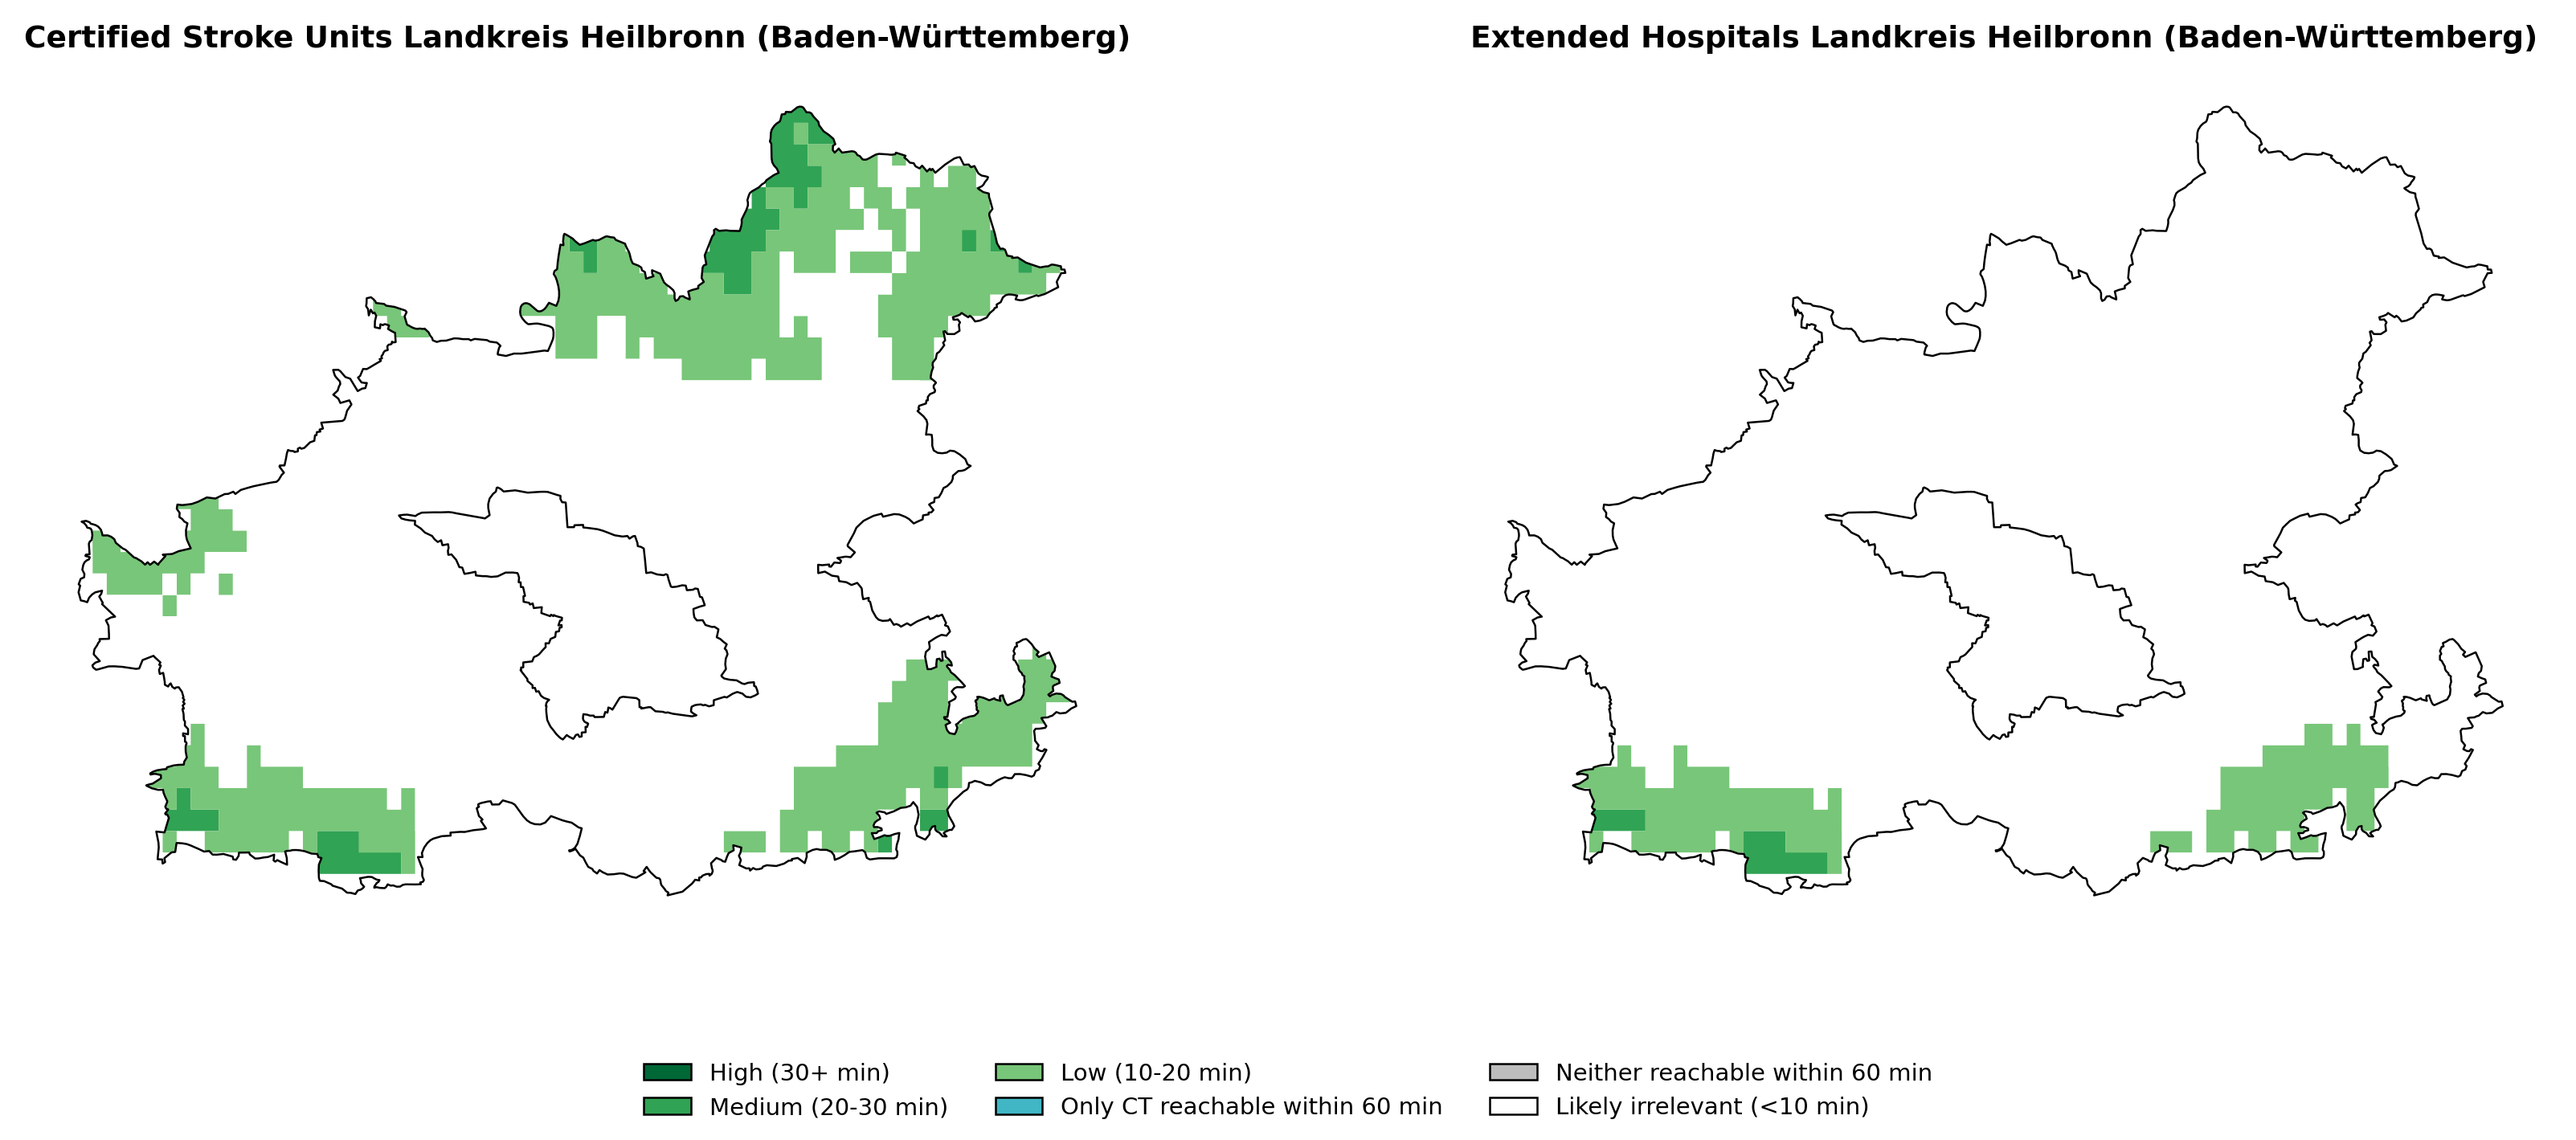 Certified Stroke Units Landkreis Heilbronn (Baden-Württemberg)
Extended Hospitals Landkreis Heilbronn (Baden-Württemberg)
High (30+ min)
Medium (20-30 min)
Low (10-20 min)
Only CT reachable within 60 min
Neither reachable within 60 min
Likely irrelevant (<10 min)